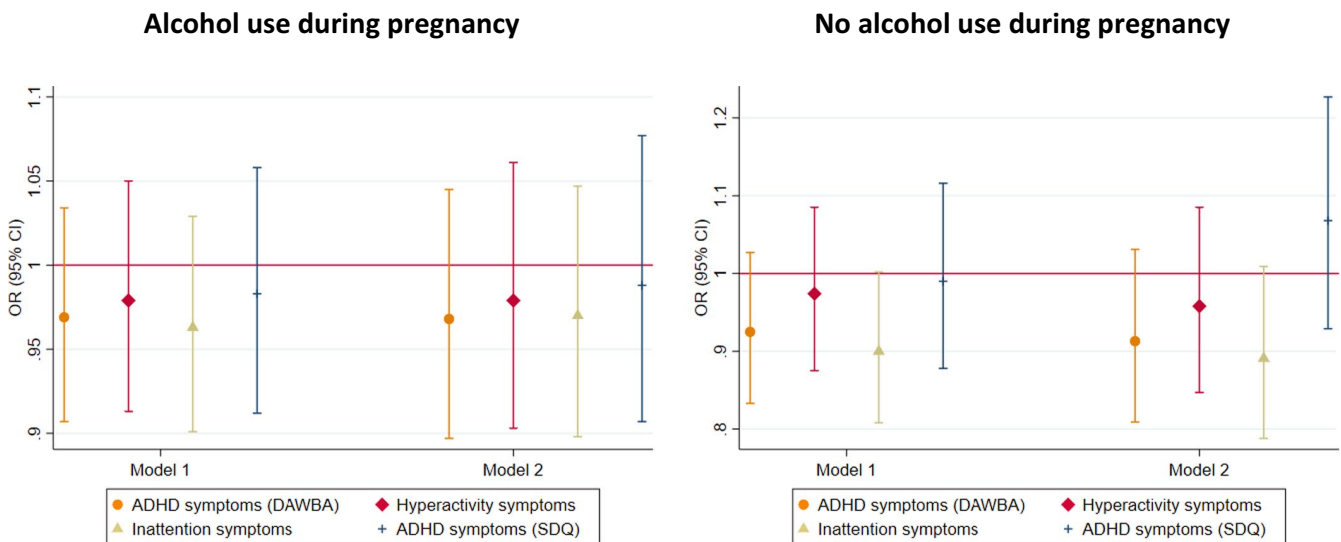 Alcohol use during pregnancy
No alcohol use during pregnancy
OR (95% CI)
1.1
1.05
1
.95
.9
Model 1
Model 2
ADHD symptoms (DAWBA)
Hyperactivity symptoms
Inattention symptoms
ADHD symptoms (SDQ)
OR (95% CI)
1.2
1.1
1
.9
.8
Model 1
Model 2
ADHD symptoms (DAWBA)
Hyperactivity symptoms
Inattention symptoms
ADHD symptoms (SDQ)